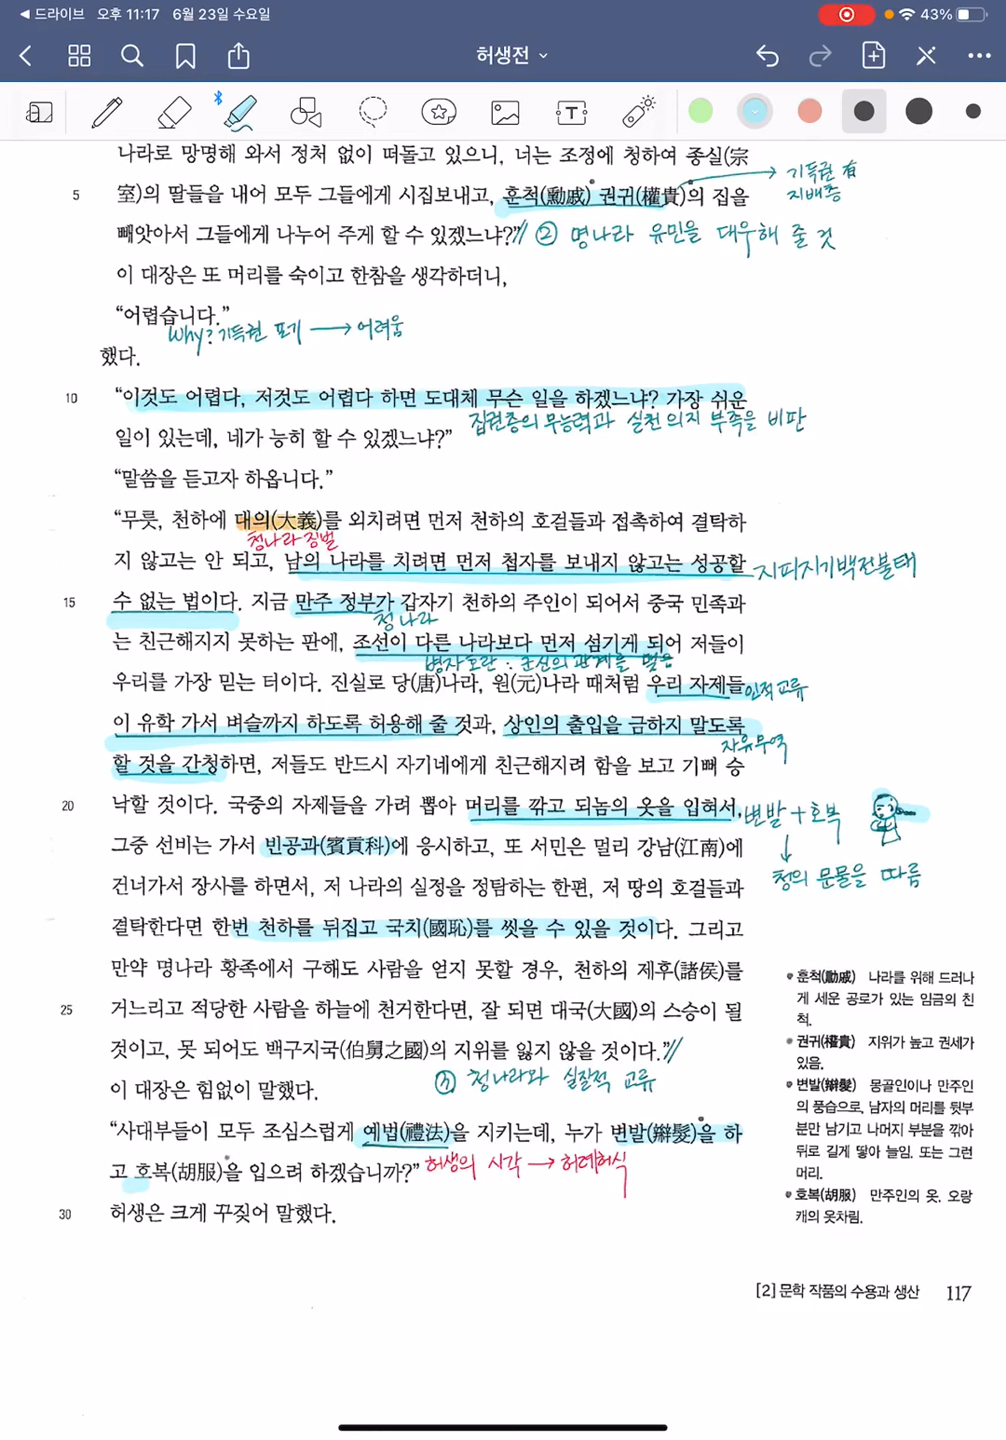 ◀ 드라이브 오후 11:17 6월 23일 수요일
43%
허생전
나라로 망명해 와서 정처 없이 떠돌고 있으니, 너는 조정에 청하여 종실(宗
5 室)의 딸들을 내어 모두 그들에게 시집보내고, 훈척(勳戚) 권귀(權貴)의 집을
기득권 有
지배층
빼앗아서 그들에게 나누어 주게 할 수 있겠느냐?"
② 명나라 유민을 대우해 줄 것
이 대장은 또 머리를 숙이고 한참을 생각하더니,
“어렵습니다.”
Why? 기득권 포기 → 어려움
했다.
10 “이것도 어렵다, 저것도 어렵다 하면 도대체 무슨 일을 하겠느냐? 가장 쉬운
일이 있는데, 네가 능히 할 수 있겠느냐?”
집권층의 무능력과 실천 의지 부족을 비판
“말씀을 듣고자 하옵니다.”
“무릇, 천하에 대의(大義)를 외치려면 먼저 천하의 호걸들과 접촉하여 결탁하
청나라 정벌
지 않고는 안 되고, 남의 나라를 치려면 먼저 첩자를 보내지 않고는 성공할
지피지기백전불태
15 수 없는 법이다. 지금 만주 정부가 갑자기 천하의 주인이 되어서 중국 민족과
청나라
는 친근해지지 못하는 판에, 조선이 다른 나라보다 먼저 섬기게 되어 저들이
병자호란 : 군신의 관계를 맺음
우리를 가장 믿는 터이다. 진실로 당(唐)나라, 원(元)나라 때처럼 우리 자제들
인적 교류
이 유학 가서 벼슬까지 하도록 허용해 줄 것과, 상인의 출입을 금하지 말도록
자유무역
할 것을 간청하면, 저들도 반드시 자기네에게 친근해지려 함을 보고 기뻐 승
20 낙할 것이다. 국중의 자제들을 가려 뽑아 머리를 깎고 되놈의 옷을 입혀서,
변발 + 호복
↓
청의 문물을 따름
그중 선비는 가서 빈공과(賓貢科)에 응시하고, 또 서민은 멀리 강남(江南)에
건너가서 장사를 하면서, 저 나라의 실정을 정탐하는 한편, 저 땅의 호걸들과
결탁한다면 한번 천하를 뒤집고 국치(國恥)를 씻을 수 있을 것이다. 그리고
만약 명나라 황족에서 구해도 사람을 얻지 못할 경우, 천하의 제후(諸侯)를
25 거느리고 적당한 사람을 하늘에 천거한다면, 잘 되면 대국(大國)의 스승이 될
것이고, 못 되어도 백구지국(伯舅之國)의 지위를 잃지 않을 것이다.”
③ 청나라와 실질적 교류
이 대장은 힘없이 말했다.
“사대부들이 모두 조심스럽게 예법(禮法)을 지키는데, 누가 변발(辮髮)을 하
고 호복(胡服)을 입으려 하겠습니까?”
허생의 시각 → 허례허식
30 허생은 크게 꾸짖어 말했다.
훈척(勳戚) 나라를 위해 드러나
게 세운 공로가 있는 임금의 친
척.
권귀(權貴) 지위가 높고 권세가
있음.
변발(辮髮) 몽골인이나 만주인
의 풍습으로, 남자의 머리를 뒷부
분만 남기고 나머지 부분을 깎아
뒤로 길게 땋아 늘임. 또는 그런
머리.
호복(胡服) 만주인의 옷. 오랑
캐의 옷차림.
[2] 문학 작품의 수용과 생산 117